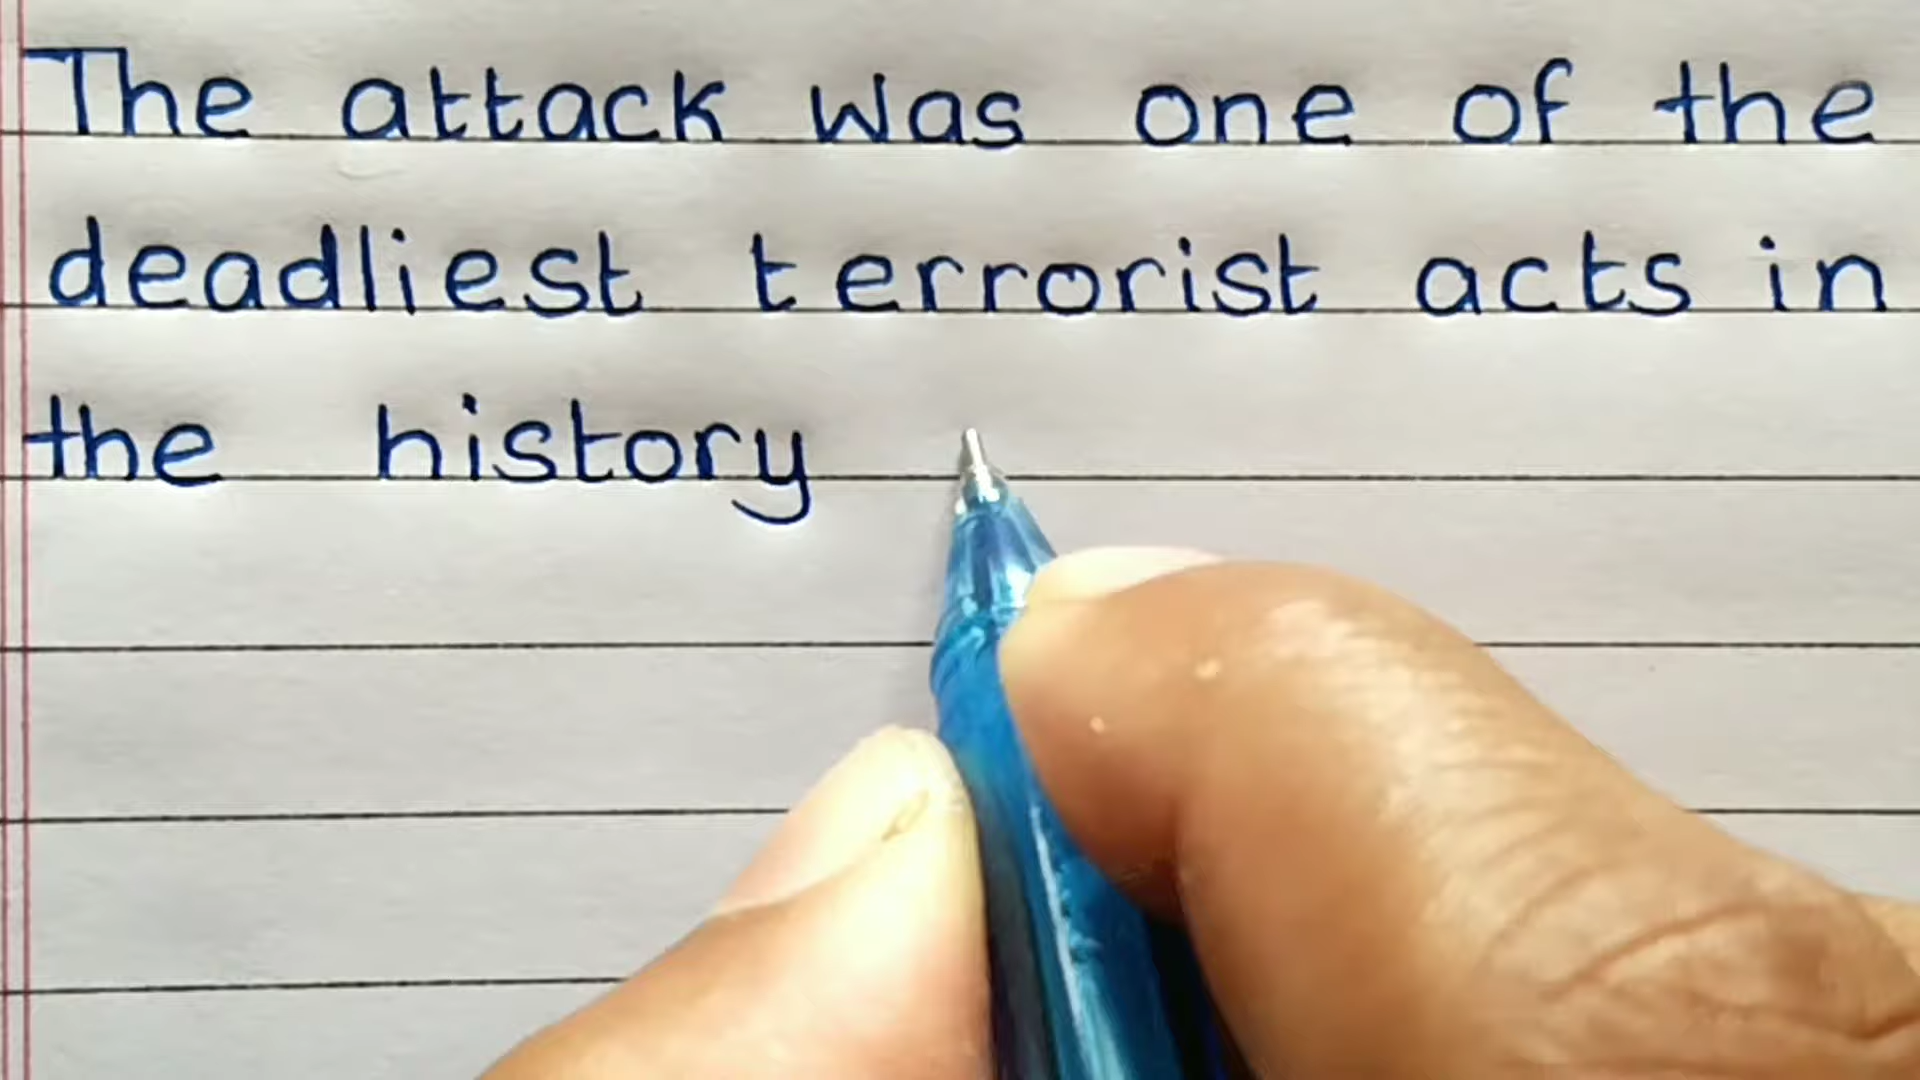 The attack was one of the
deadliest terrorist acts in
the history